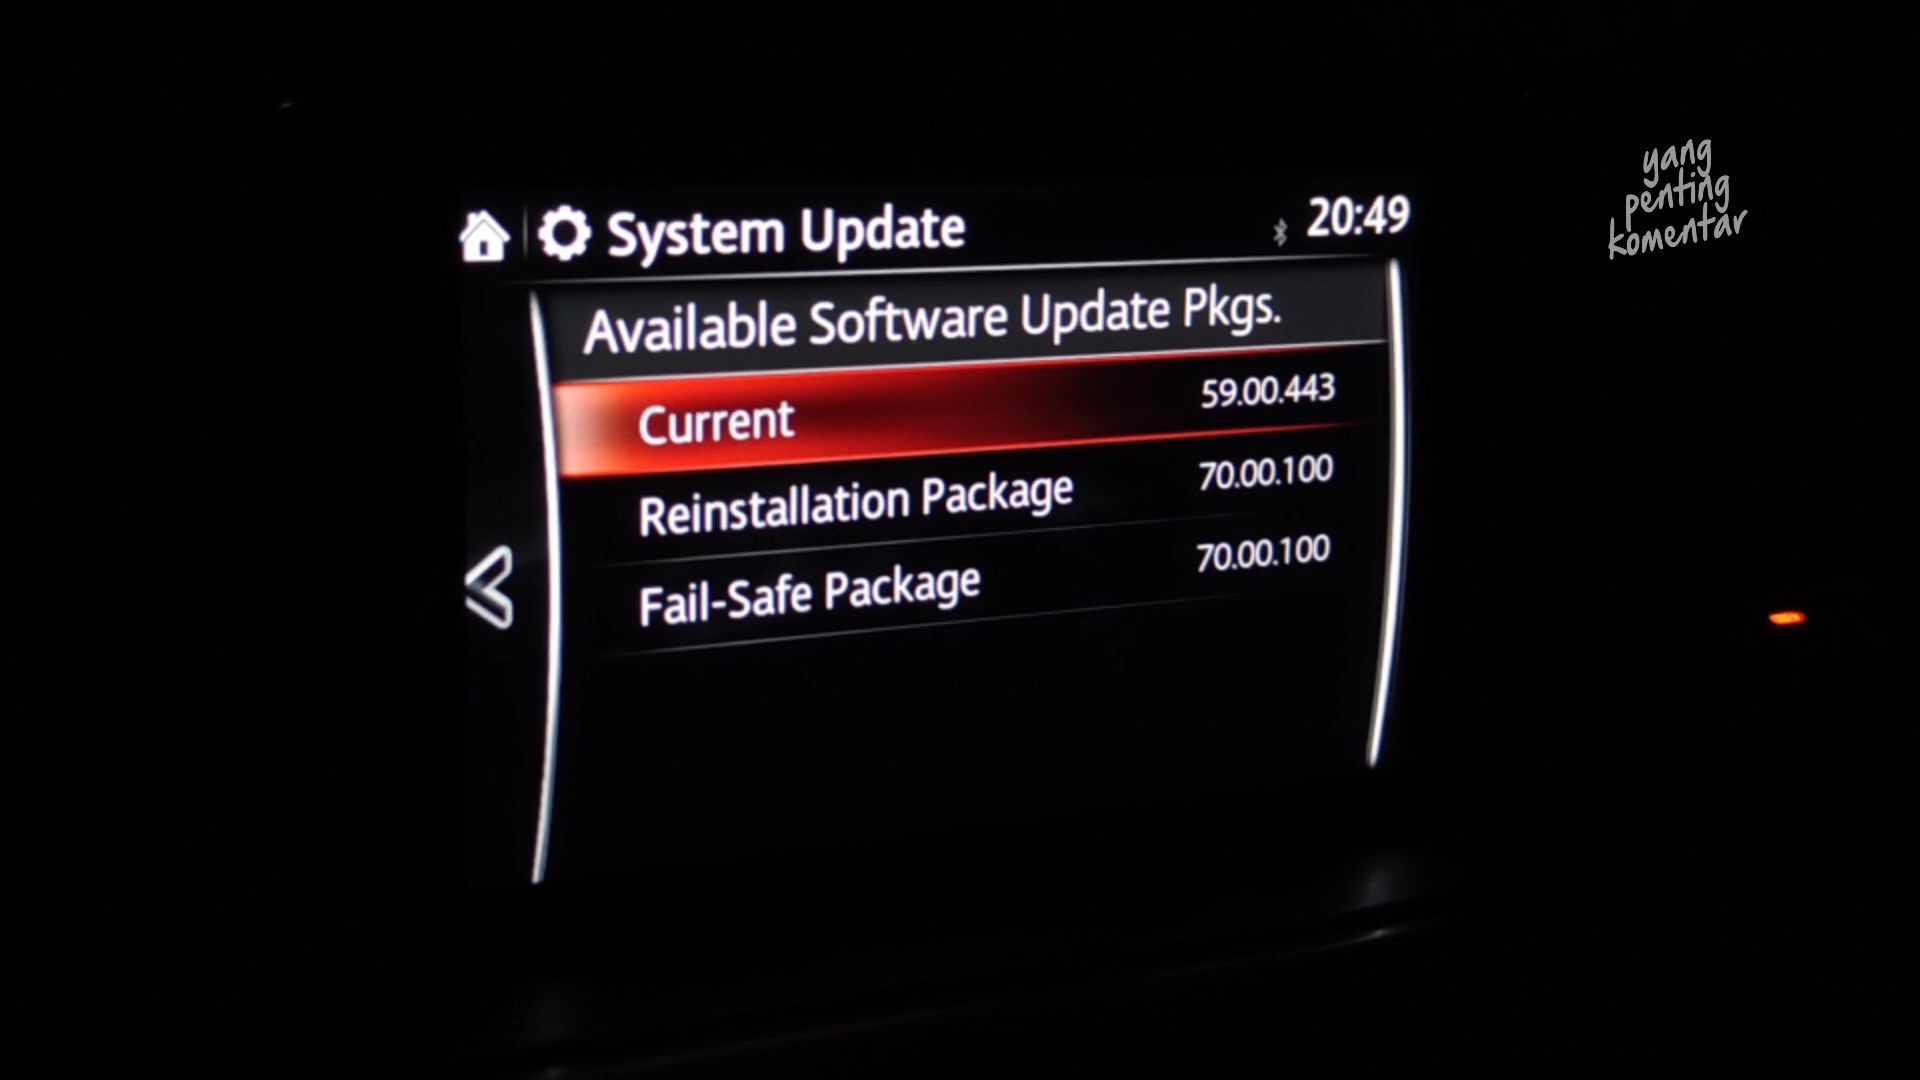 System Update
20:49
Available Software Update Pkgs.
Current 59.00.443
Reinstallation Package 70.00.100
Fail-Safe Package 70.00.100
yang
penting
komentar